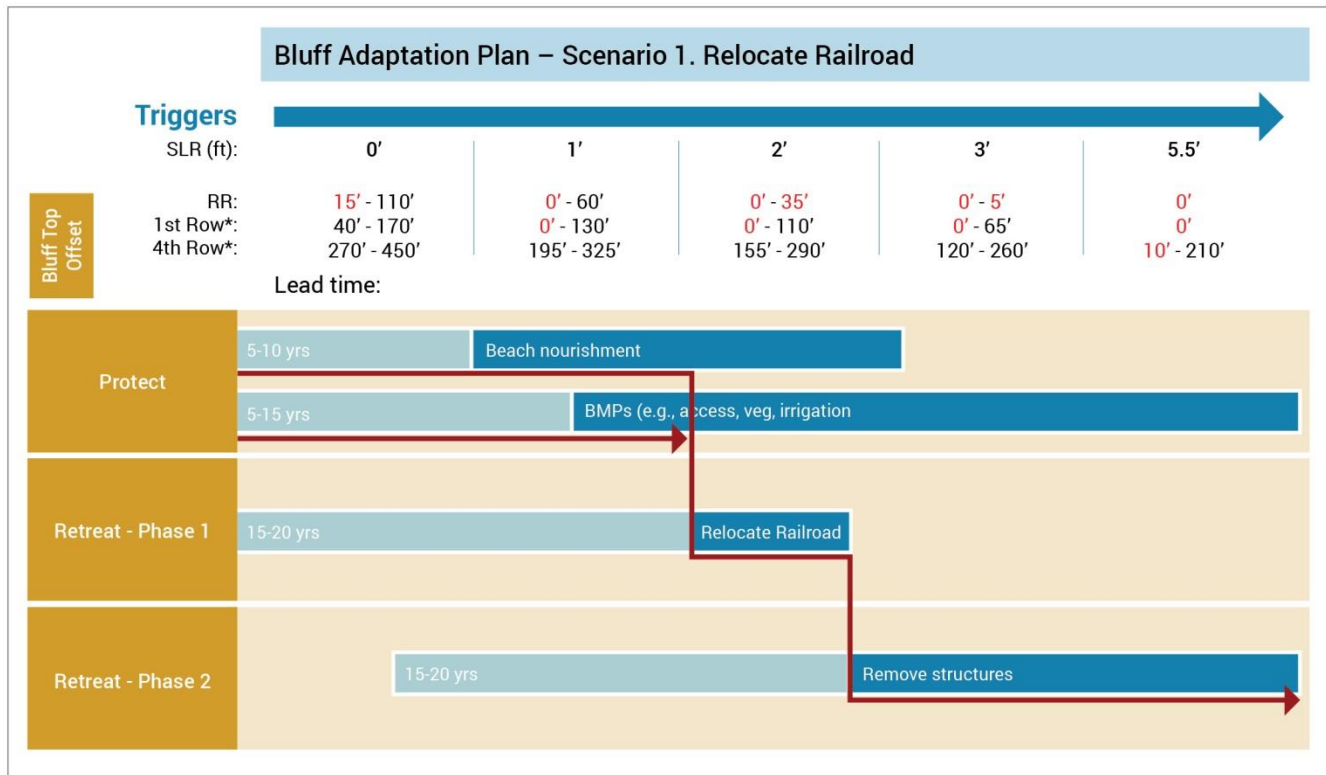 Bluff Adaptation Plan – Scenario 1. Relocate Railroad
Triggers
SLR (ft): 0’ 1’ 2’ 3’ 5.5’
Bluff Top
Offset
RR: 15’ - 110’ 0’ - 60’ 0’ - 35’ 0’ - 5’ 0’
1st Row*: 40’ - 170’ 0’ - 130’ 0’ - 110’ 0’ - 65’ 0’
4th Row*: 270’ - 450’ 195’ - 325’ 155’ - 290’ 120’ - 260’ 10’ - 210’
Lead time:
Protect
5-10 yrs Beach nourishment
5-15 yrs BMPs (e.g., access, veg, irrigation
Retreat - Phase 1
15-20 yrs Relocate Railroad
Retreat - Phase 2
15-20 yrs Remove structures